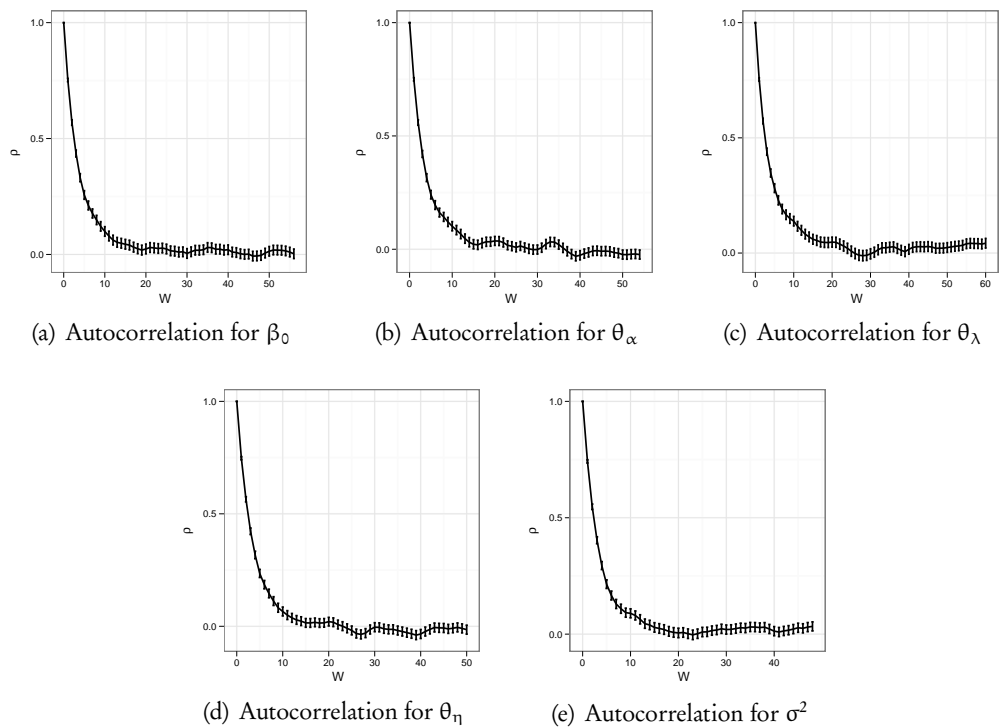 1.0
0.5
0.0
ρ
0 10 20 30 40 50
W
(a) Autocorrelation for β₀
1.0
0.5
0.0
ρ
0 10 20 30 40 50
W
(b) Autocorrelation for θ_α
1.0
0.5
0.0
ρ
0 10 20 30 40 50 60
W
(c) Autocorrelation for θ_λ
1.0
0.5
0.0
ρ
0 10 20 30 40 50
W
(d) Autocorrelation for θ_η
1.0
0.5
0.0
ρ
0 10 20 30 40
W
(e) Autocorrelation for σ²